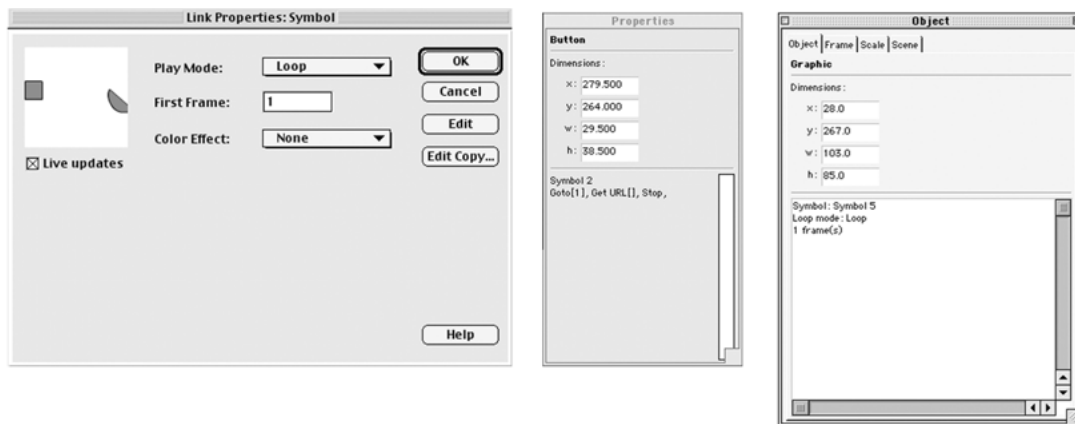 Link Properties: Symbol
Play Mode: Loop
First Frame: 1
Color Effect: None
Live updates
OK
Cancel
Edit
Edit Copy...
Help
Properties
Button
Dimensions:
x: 279.500
y: 264.000
w: 29.500
h: 38.500
Symbol 2
Goto[1], Get URL[], Stop,
Object
Object Frame Scale Scene
Graphic
Dimensions:
x: 28.0
y: 267.0
w: 103.0
h: 85.0
Symbol: Symbol 5
Loop mode: Loop
1 frame(s)